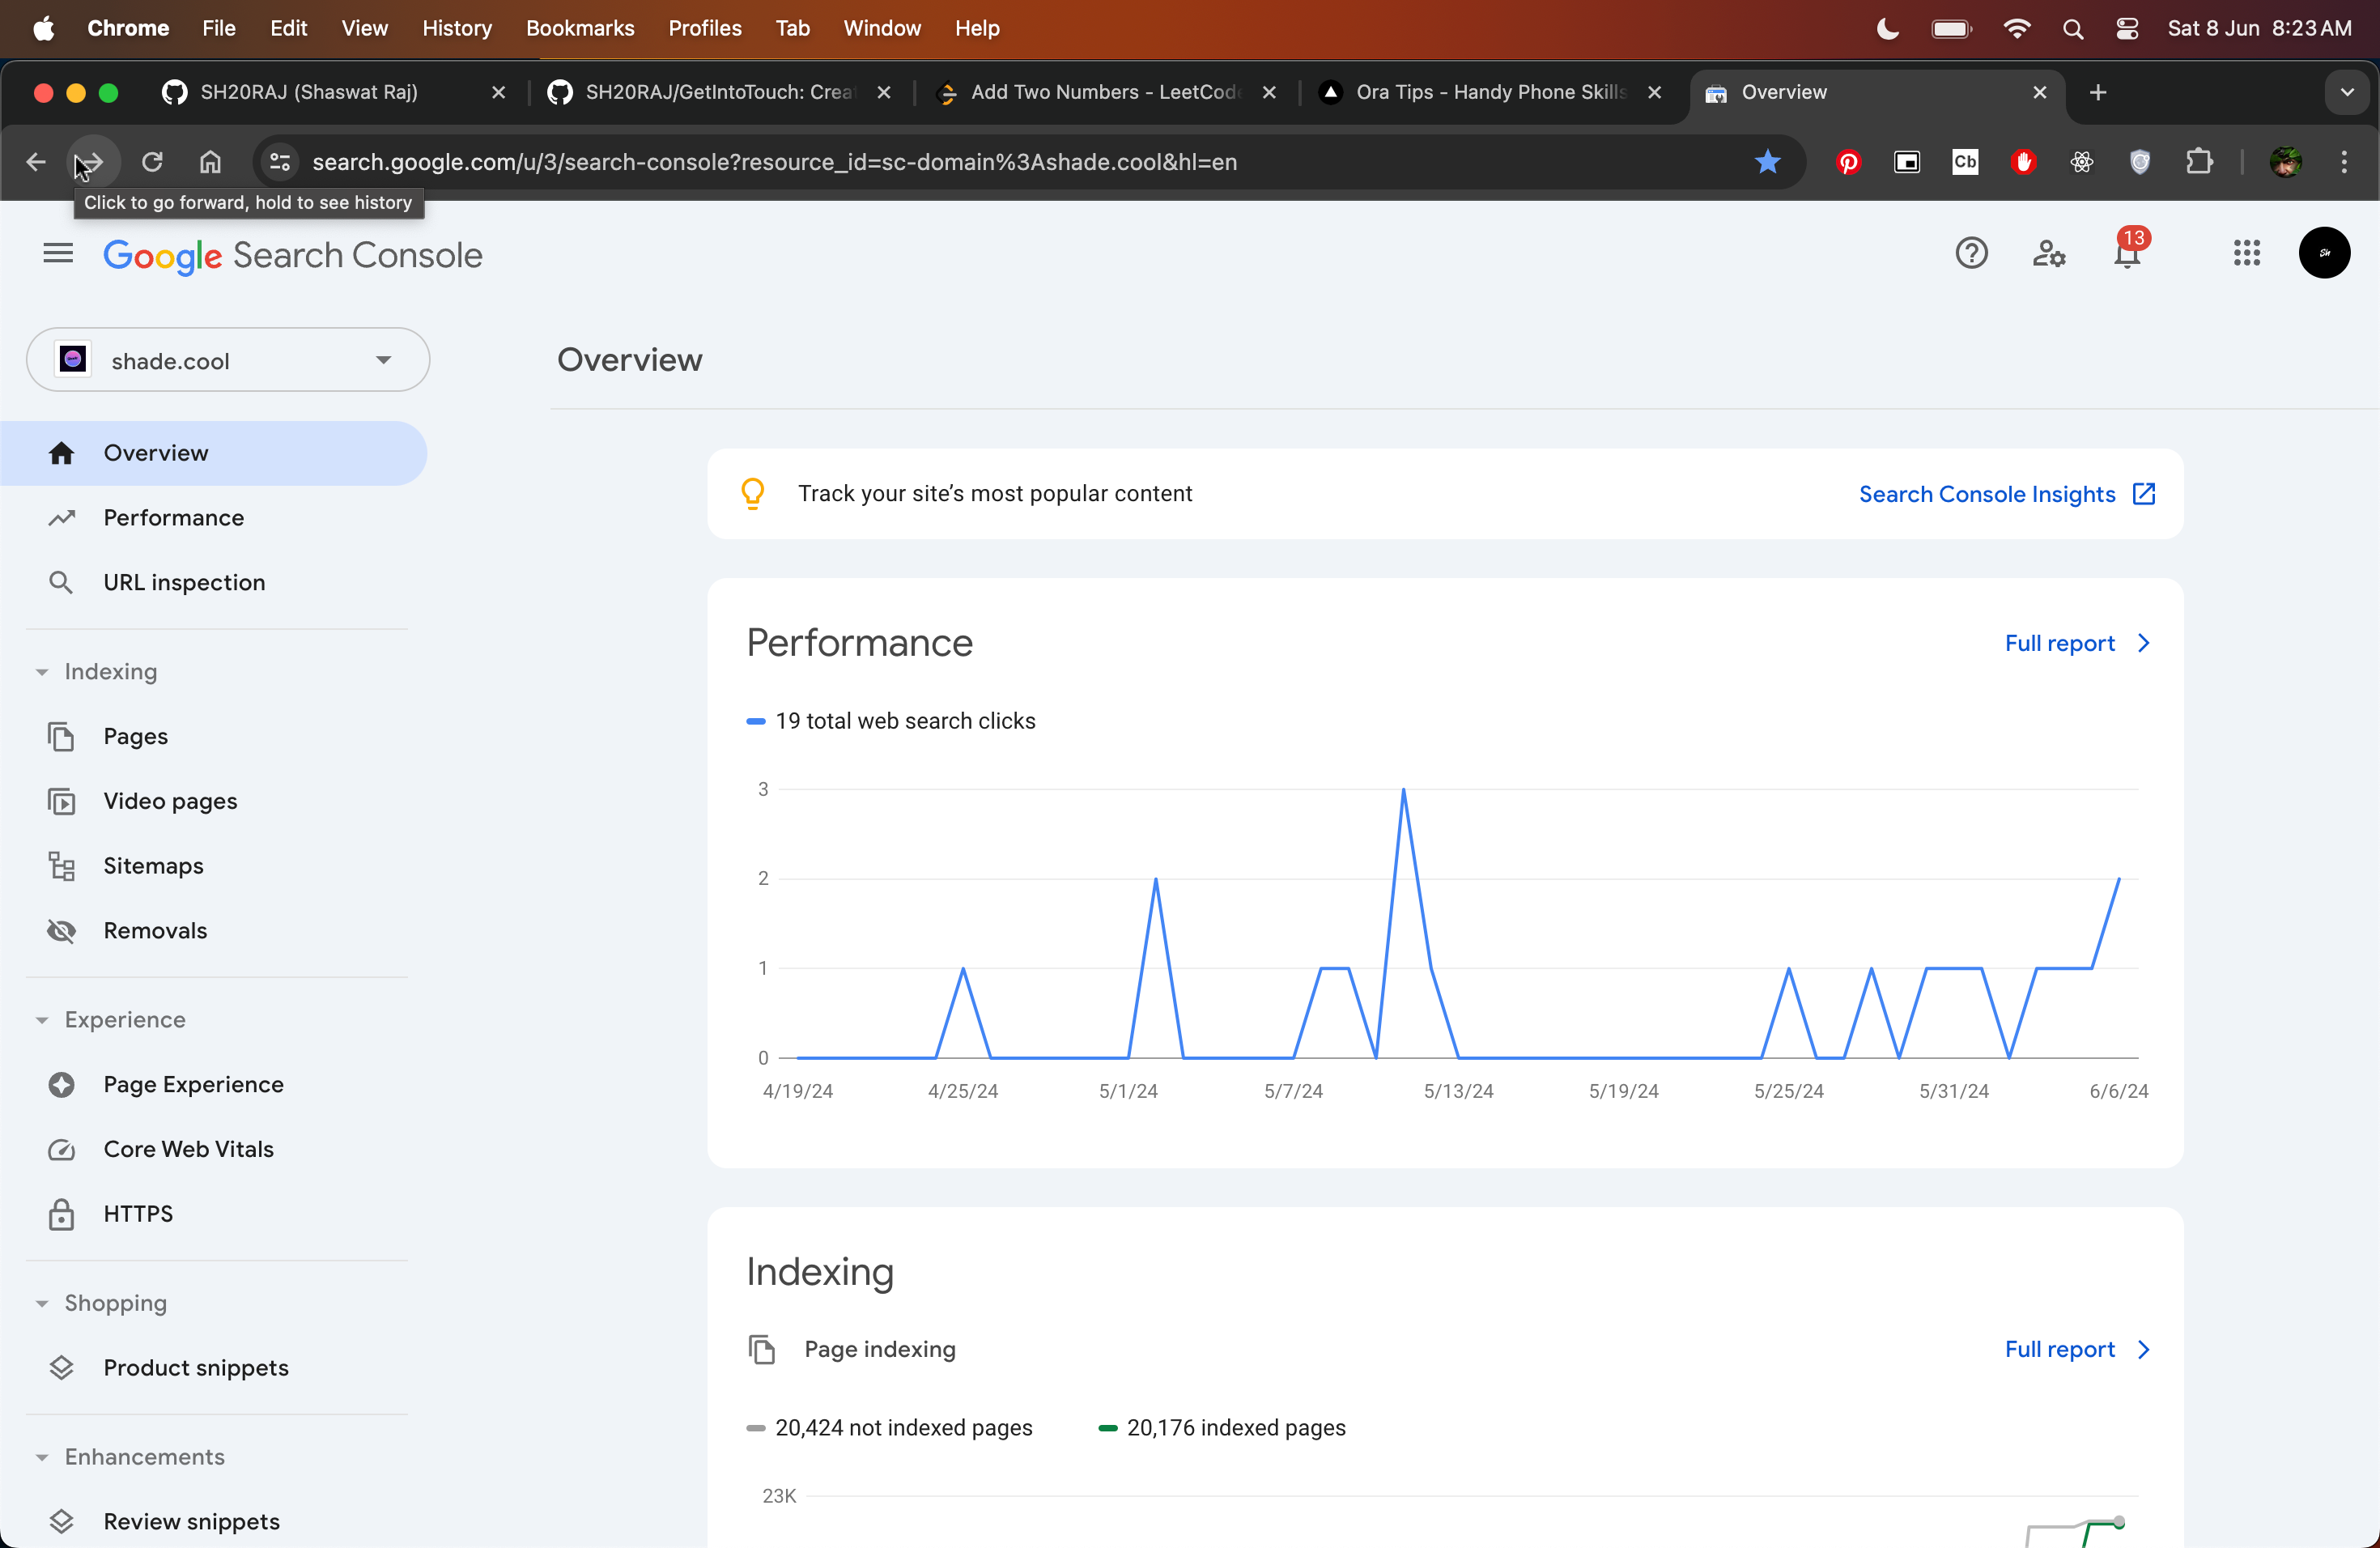 Chrome File Edit View History Bookmarks Profiles Tab Window Help Sat 8 Jun 8:23 AM
SH20RAJ (Shaswat Raj) SH20RAJ/GetIntoTouch: Crea Add Two Numbers - LeetCode Ora Tips - Handy Phone Skills Overview
search.google.com/u/3/search-console?resource_id=sc-domain%3Ashade.cool&hl=en Cb
Click to go forward, hold to see history
Google Search Console 13
shade.cool
Overview
Performance
URL inspection
Indexing
Pages
Video pages
Sitemaps
Removals
Experience
Page Experience
Core Web Vitals
HTTPS
Shopping
Product snippets
Enhancements
Review snippets
Overview
Track your site’s most popular content Search Console Insights
Performance Full report
19 total web search clicks
3
2
1
0
4/19/24 4/25/24 5/1/24 5/7/24 5/13/24 5/19/24 5/25/24 5/31/24 6/6/24
Indexing
Page indexing Full report
20,424 not indexed pages 20,176 indexed pages
23K